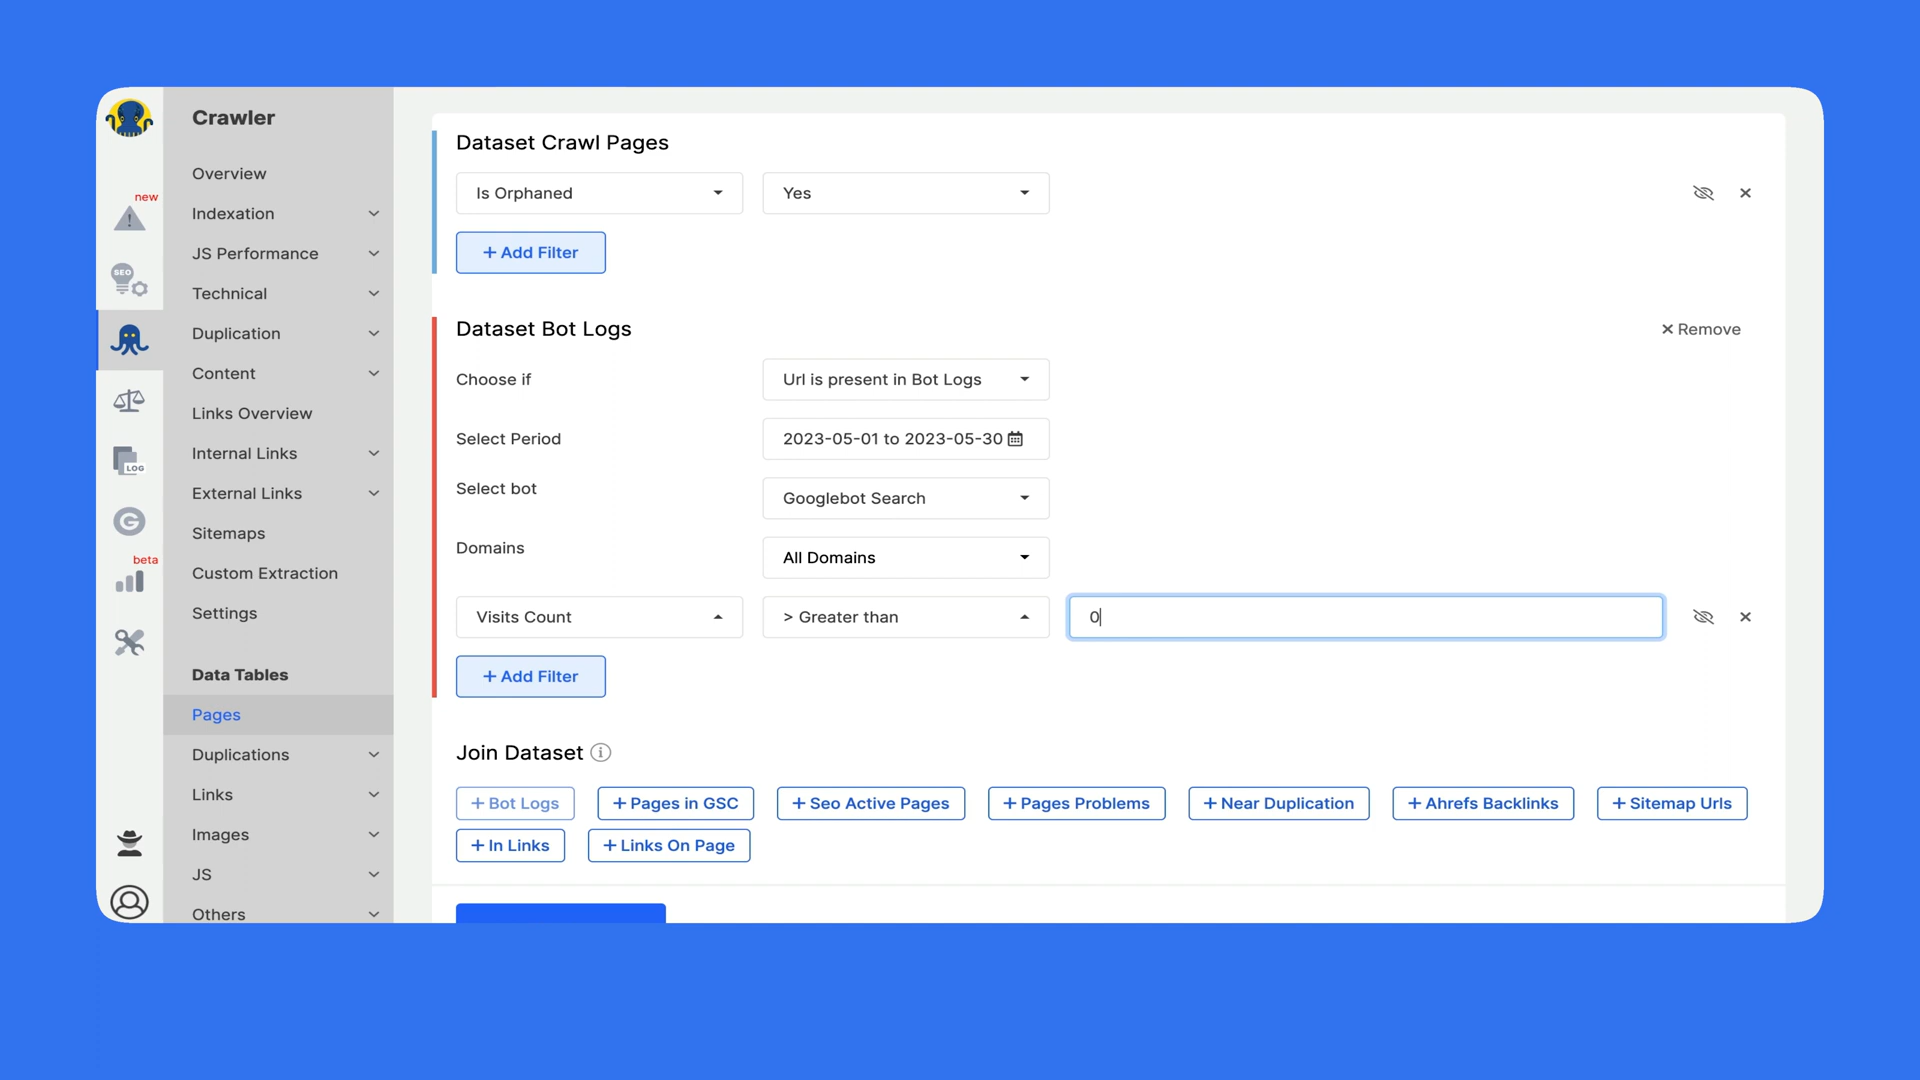 new
SEO
LOG
G
beta
Crawler
Overview
Indexation
JS Performance
Technical
Duplication
Content
Links Overview
Internal Links
External Links
Sitemaps
Custom Extraction
Settings
Data Tables
Pages
Duplications
Links
Images
JS
Others
Dataset Crawl Pages
Is Orphaned Yes
+ Add Filter
Dataset Bot Logs × Remove
Choose if Url is present in Bot Logs
Select Period 2023-05-01 to 2023-05-30
Select bot Googlebot Search
Domains All Domains
Visits Count > Greater than 0
+ Add Filter
Join Dataset i
+ Bot Logs + Pages in GSC + Seo Active Pages + Pages Problems + Near Duplication + Ahrefs Backlinks + Sitemap Urls
+ In Links + Links On Page